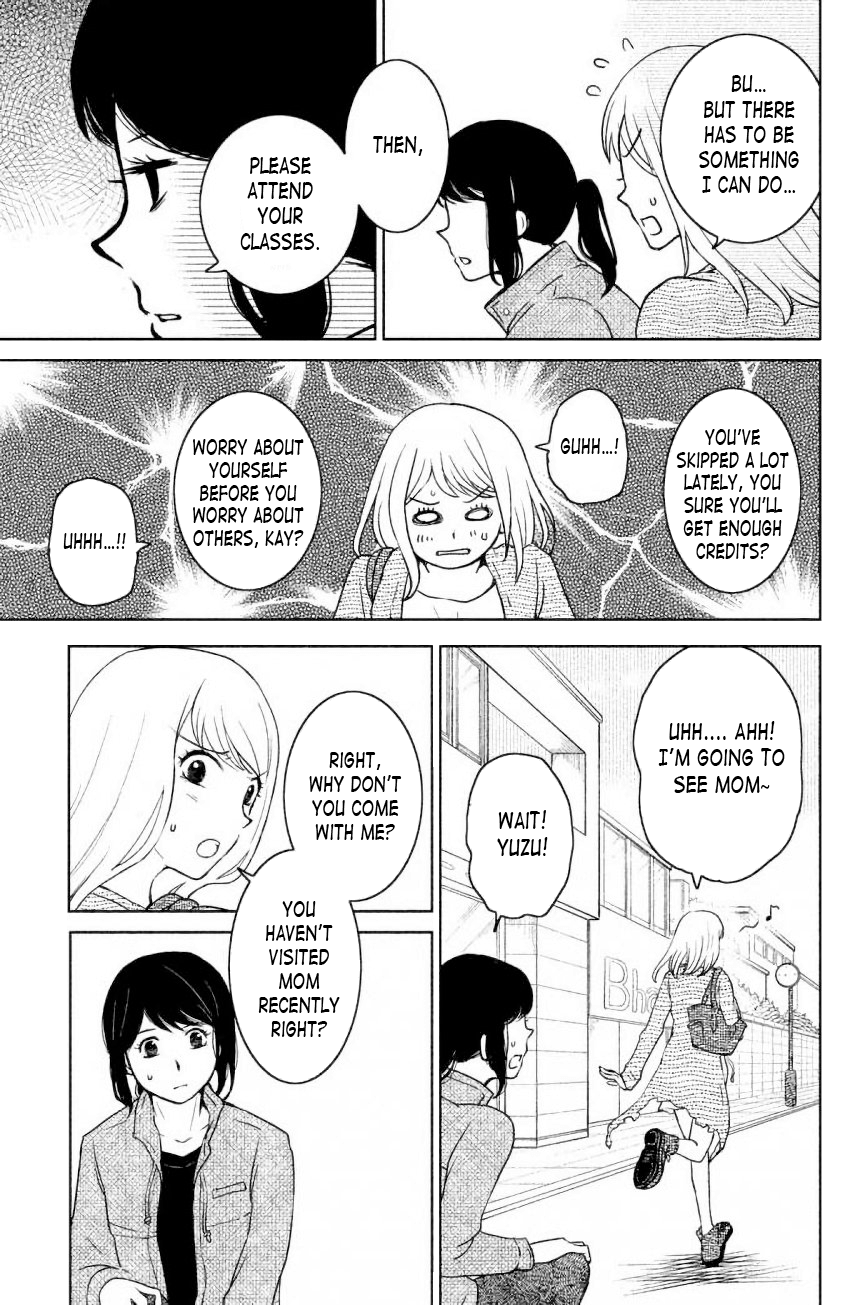 BU...
BUT THERE
HAS TO BE
SOMETHING
I CAN DO...
THEN,
PLEASE
ATTEND
YOUR
CLASSES.
YOU'VE
SKIPPED A LOT
LATELY, YOU
SURE YOU'LL
GET ENOUGH
CREDITS?
GUHH...!
WORRY ABOUT
YOURSELF
BEFORE YOU
WORRY ABOUT
OTHERS, KAY?
UHHH...!!
UHH.... AHH!
I'M GOING TO
SEE MOM~
WAIT!
YUZU!
Bha
RIGHT,
WHY DON'T
YOU COME
WITH ME?
YOU
HAVEN'T
VISITED
MOM
RECENTLY
RIGHT?